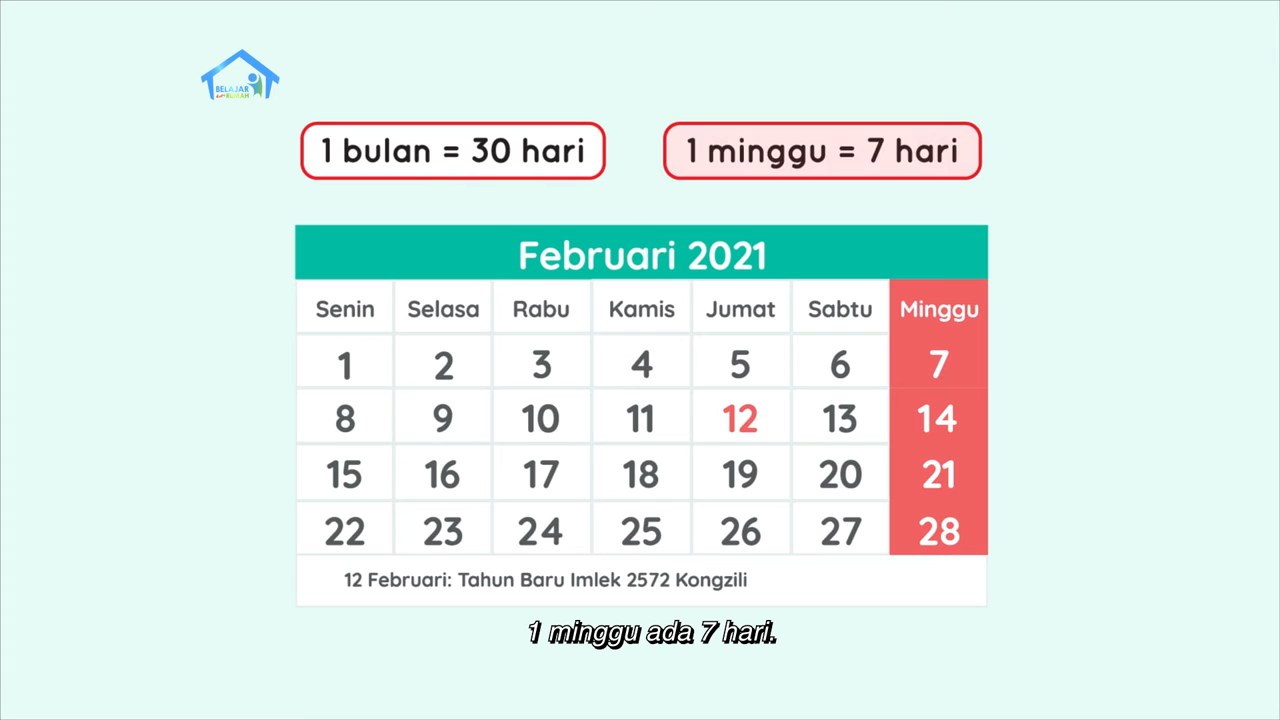 BELAJAR
dari RUMAH
1 bulan = 30 hari
1 minggu = 7 hari
Februari 2021
Senin Selasa Rabu Kamis Jumat Sabtu Minggu
1 2 3 4 5 6 7
8 9 10 11 12 13 14
15 16 17 18 19 20 21
22 23 24 25 26 27 28
12 Februari: Tahun Baru Imlek 2572 Kongzili
1 minggu ada 7 hari.